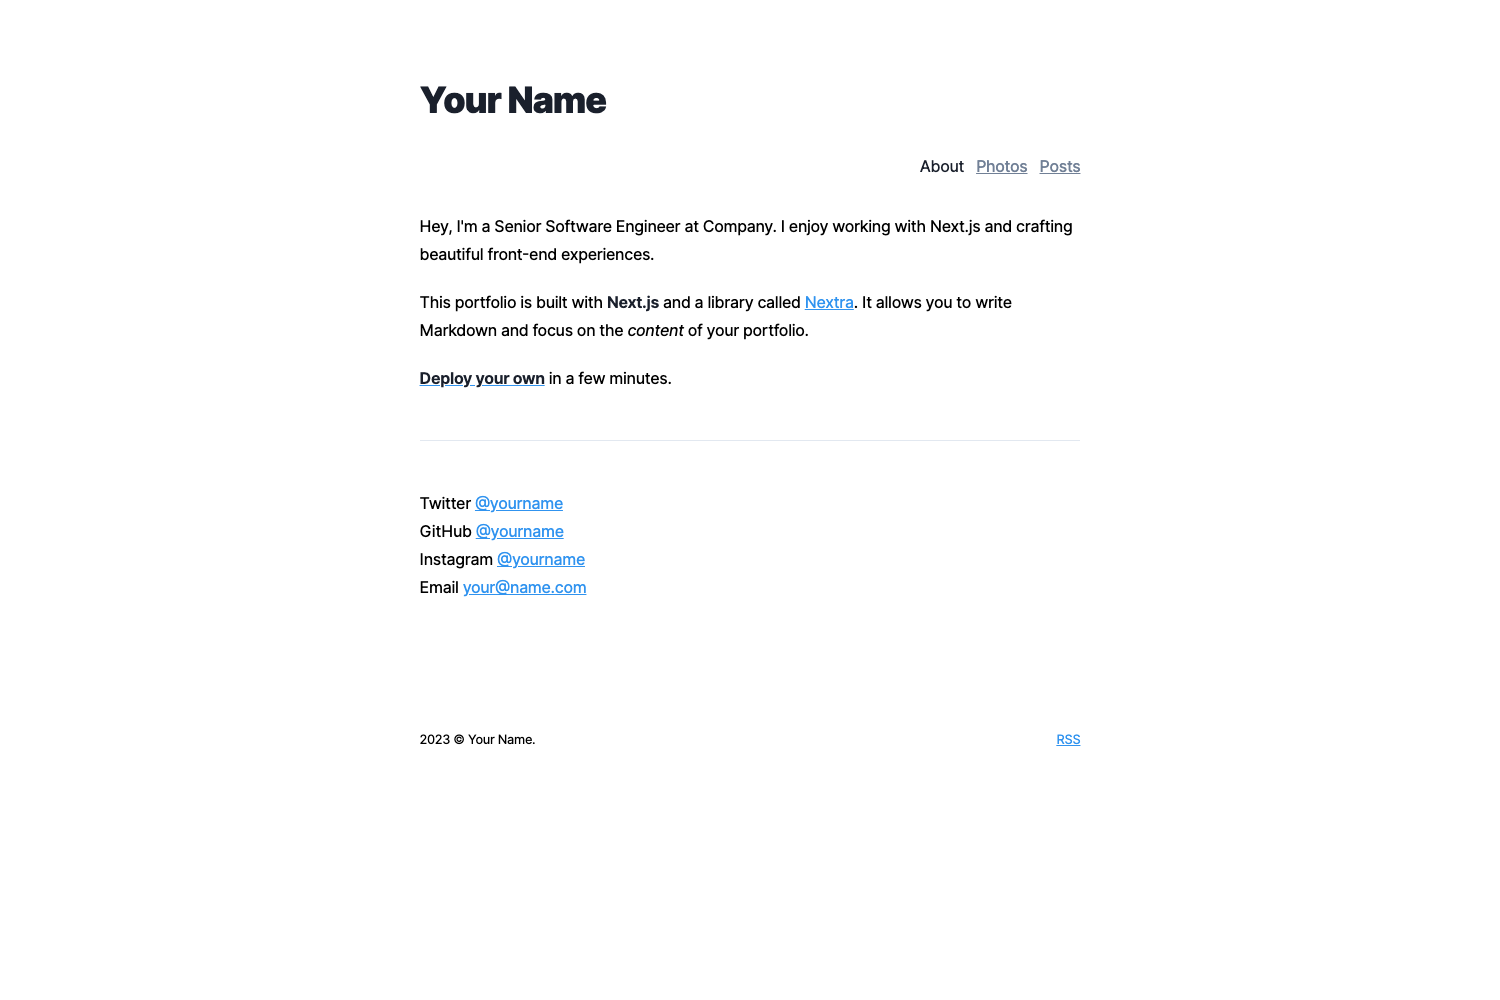 Your Name
About Photos Posts
Hey, I'm a Senior Software Engineer at Company. I enjoy working with Next.js and crafting
beautiful front-end experiences.
This portfolio is built with Next.js and a library called Nextra. It allows you to write
Markdown and focus on the content of your portfolio.
Deploy your own in a few minutes.
Twitter @yourname
GitHub @yourname
Instagram @yourname
Email your@name.com
2023 © Your Name.
RSS